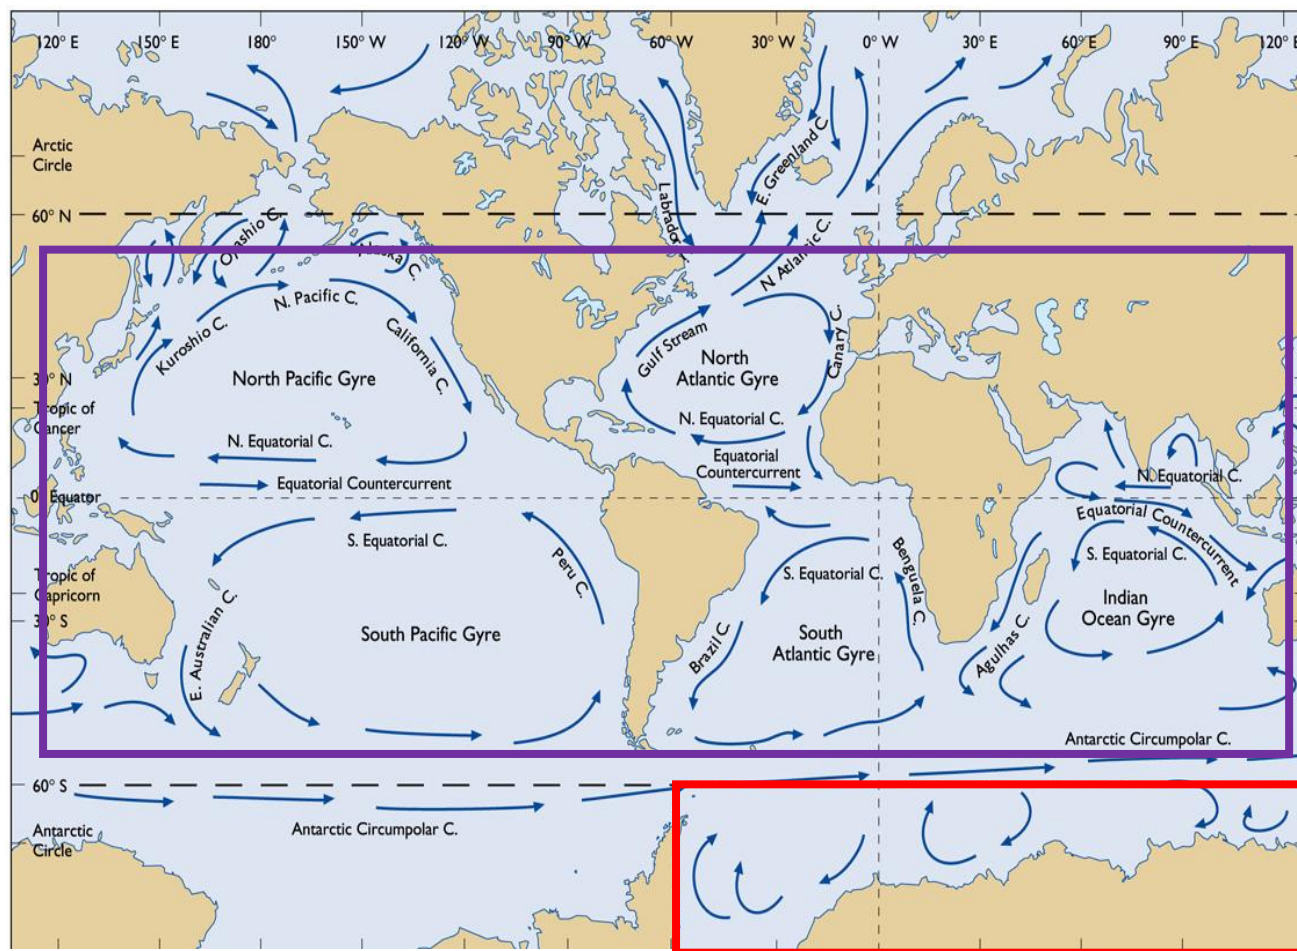 120° E 150° E 180° 150° W 120° W 90° W 60° W 30° W 0° W 30° E 60° E 90° E 120° E
Arctic
Circle
E. Greenland C.
Labrador
60° N
Oyashio C.
Alaska C.
N Atlantic C.
N. Pacific C.
Kuroshio C.
California C.
Gulf Stream
Canary C.
30° N
North Pacific Gyre
North
Atlantic Gyre
Tropic of
Cancer
N. Equatorial C.
N. Equatorial C.
Equatorial
Countercurrent
N. Equatorial C.
Equatorial Countercurrent
0° Equator
Equatorial Countercurrent
S. Equatorial C.
Peru C.
S. Equatorial C.
Benguela C.
S. Equatorial C.
Tropic of
Capricorn
E. Australian C.
Indian
Ocean Gyre
30° S
South Pacific Gyre
Brazil C.
South
Atlantic Gyre
Agulhas C.
Antarctic Circumpolar C.
60° S
Antarctic Circumpolar C.
Antarctic
Circle